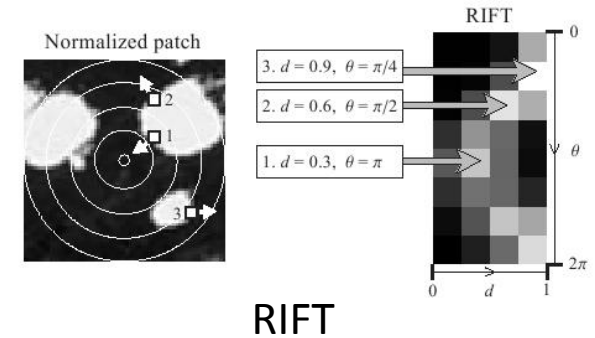 RIFT
Normalized patch
0
3. d = 0.9, θ = π/4
2
2. d = 0.6, θ = π/2
1
1. d = 0.3, θ = π
θ
3
2π
0
d
1
RIFT